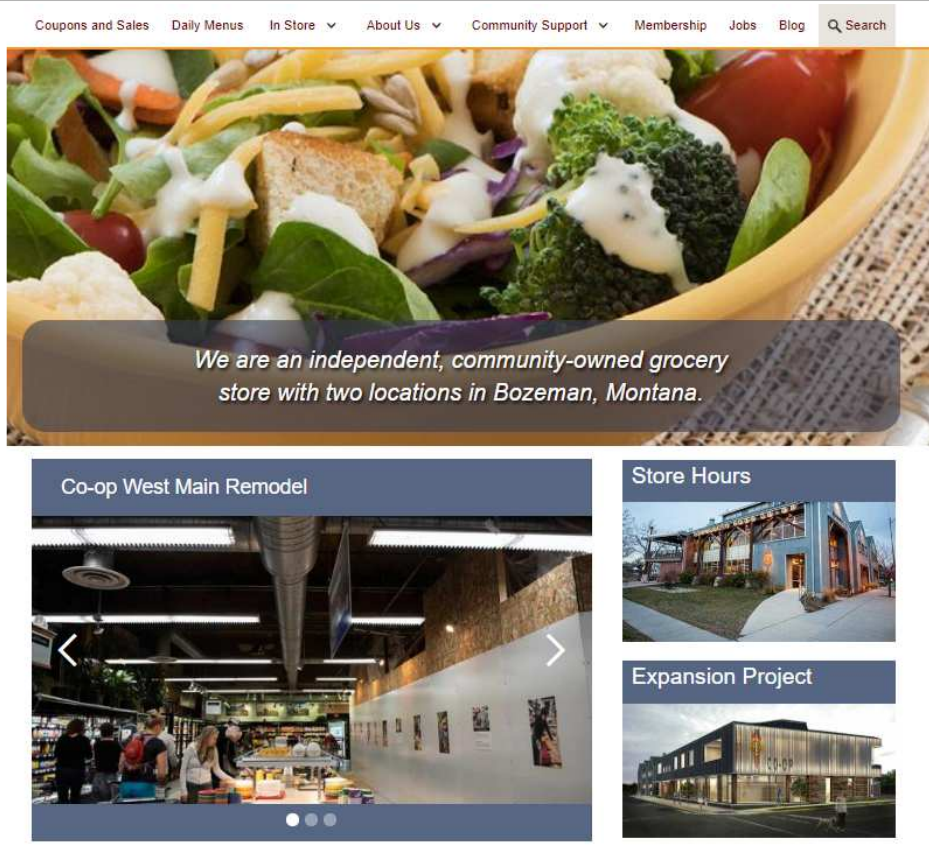 Coupons and Sales Daily Menus In Store About Us Community Support Membership Jobs Blog Search
We are an independent, community-owned grocery
store with two locations in Bozeman, Montana.
Co-op West Main Remodel
Store Hours
Expansion Project
CO-OP